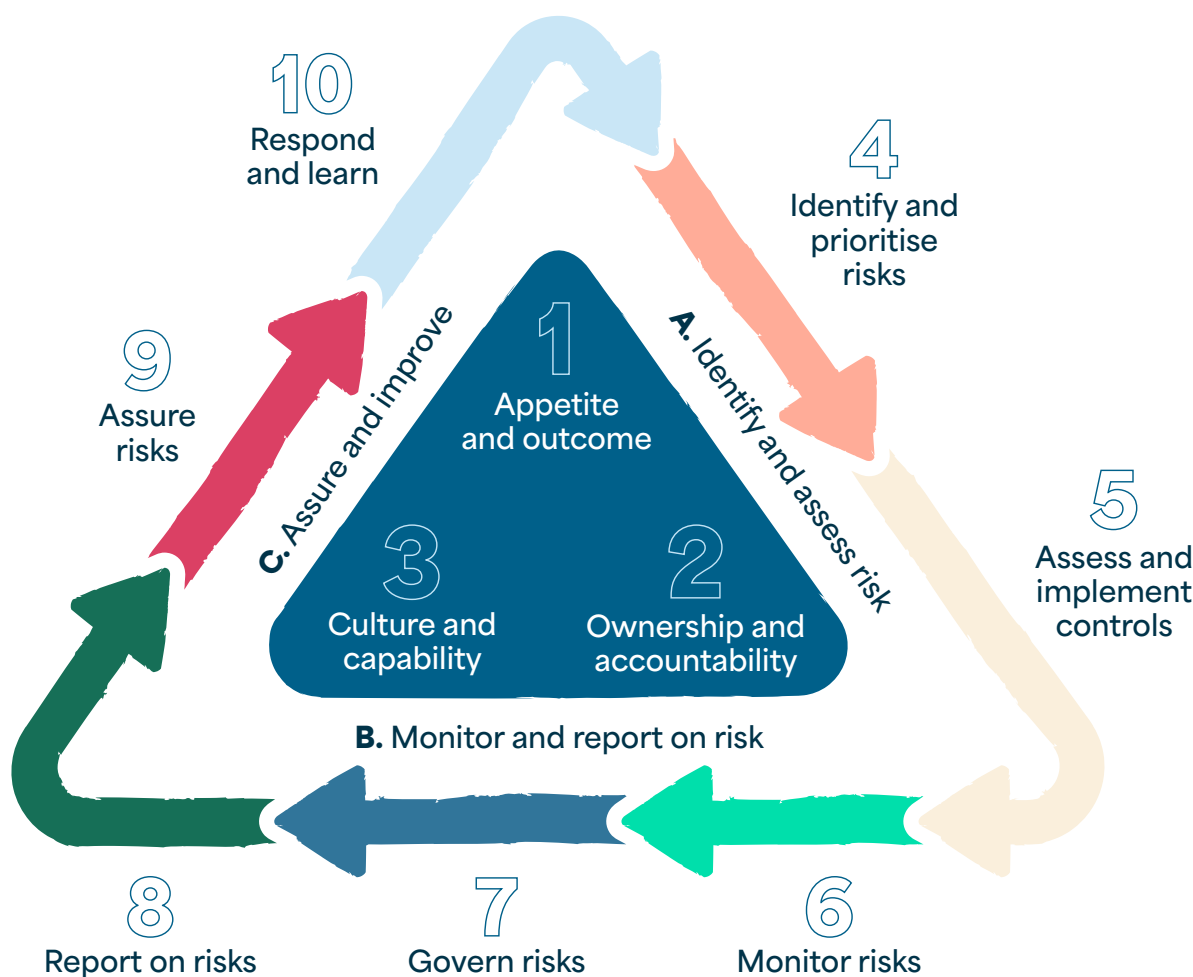 10
Respond
and learn
4
Identify and
prioritise
risks
9
Assure
risks
C. Assure and improve
1
Appetite
and outcome
A. Identify and assess risk
5
Assess and
implement
controls
3
Culture and
capability
2
Ownership and
accountability
B. Monitor and report on risk
8
Report on risks
7
Govern risks
6
Monitor risks